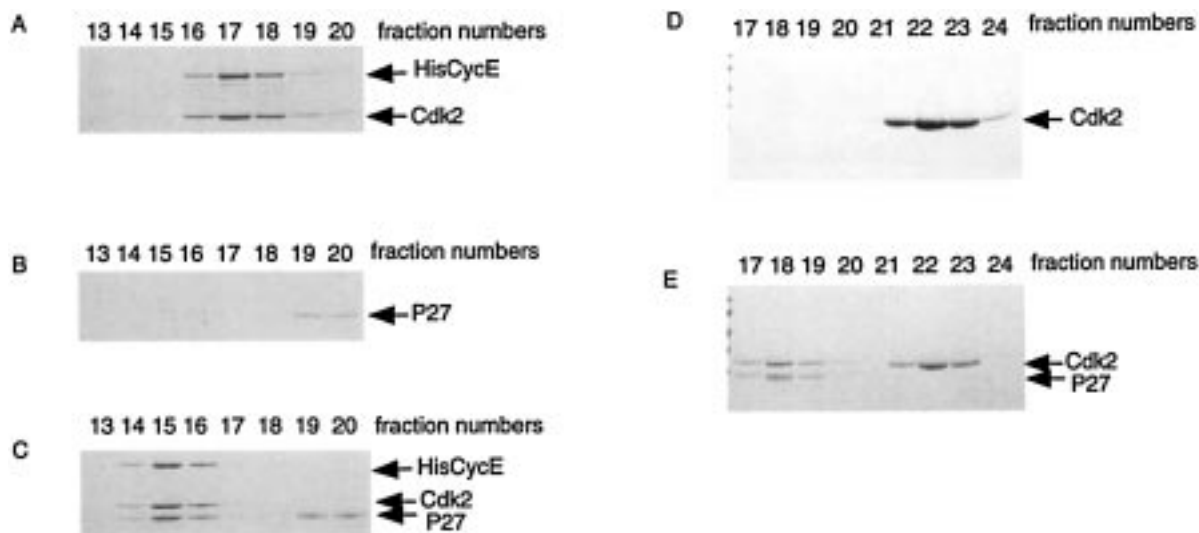 A
13 14 15 16 17 18 19 20 fraction numbers
HisCycE
Cdk2
B
13 14 15 16 17 18 19 20 fraction numbers
P27
C
13 14 15 16 17 18 19 20 fraction numbers
HisCycE
Cdk2
P27
D
17 18 19 20 21 22 23 24 fraction numbers
Cdk2
E
17 18 19 20 21 22 23 24 fraction numbers
Cdk2
P27